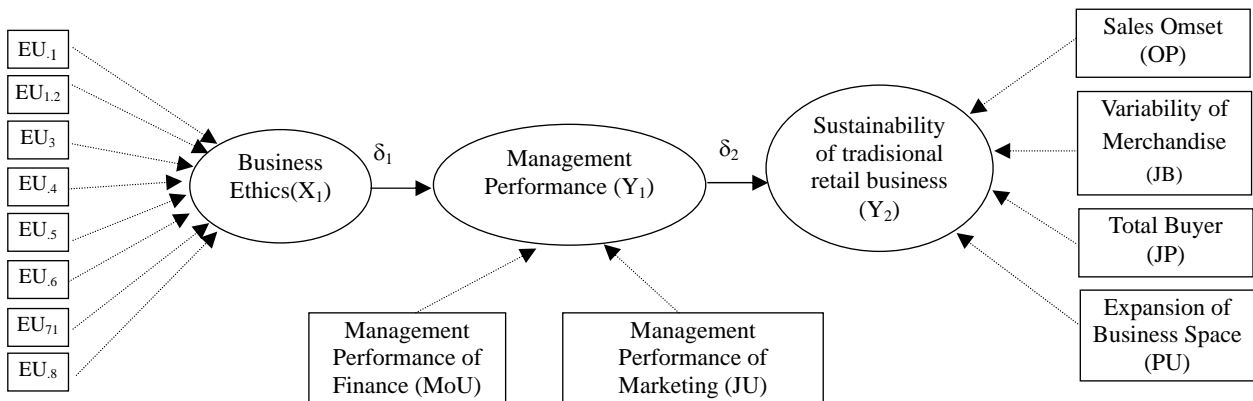 EU.1
EU1.2
EU3
EU.4
EU.5
EU.6
EU71
EU.8
Business
Ethics(X1)
δ1
Management
Performance (Y1)
δ2
Sustainability
of tradisional
retail business
(Y2)
Management
Performance of
Finance (MoU)
Management
Performance of
Marketing (JU)
Sales Omset
(OP)
Variability of
Merchandise
(JB)
Total Buyer
(JP)
Expansion of
Business Space
(PU)